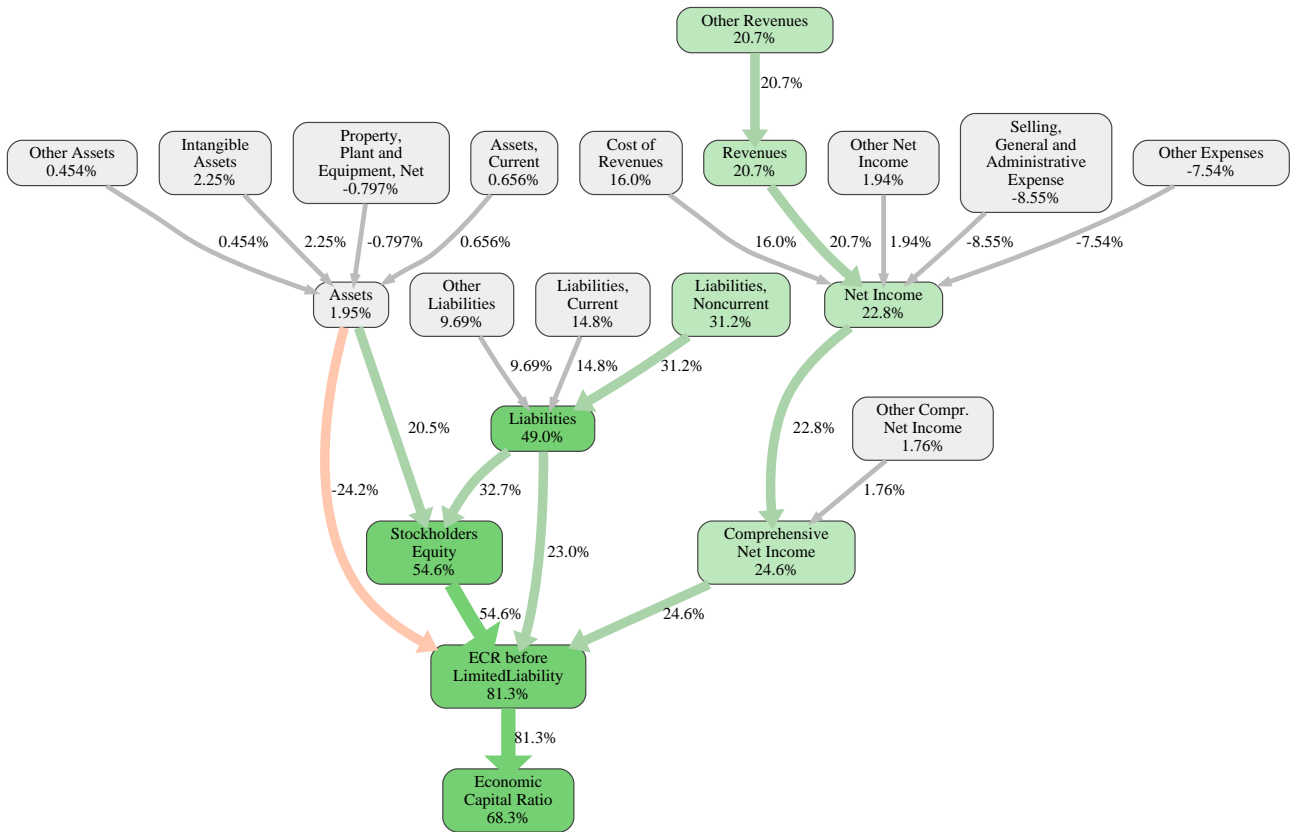 Other Revenues
20.7%
20.7%
Other Assets
0.454%
Intangible
Assets
2.25%
Property,
Plant and
Equipment, Net
-0.797%
Assets,
Current
0.656%
Cost of
Revenues
16.0%
Revenues
20.7%
Other Net
Income
1.94%
Selling,
General and
Administrative
Expense
-8.55%
Other Expenses
-7.54%
0.454%
2.25%
-0.797%
0.656%
16.0%
20.7%
1.94%
-8.55%
-7.54%
Assets
1.95%
Other
Liabilities
9.69%
Liabilities,
Current
14.8%
Liabilities,
Noncurrent
31.2%
Net Income
22.8%
9.69%
14.8%
31.2%
20.5%
Liabilities
49.0%
22.8%
Other Compr.
Net Income
1.76%
-24.2%
32.7%
1.76%
Stockholders
Equity
54.6%
23.0%
Comprehensive
Net Income
24.6%
54.6%
24.6%
ECR before
LimitedLiability
81.3%
81.3%
Economic
Capital Ratio
68.3%